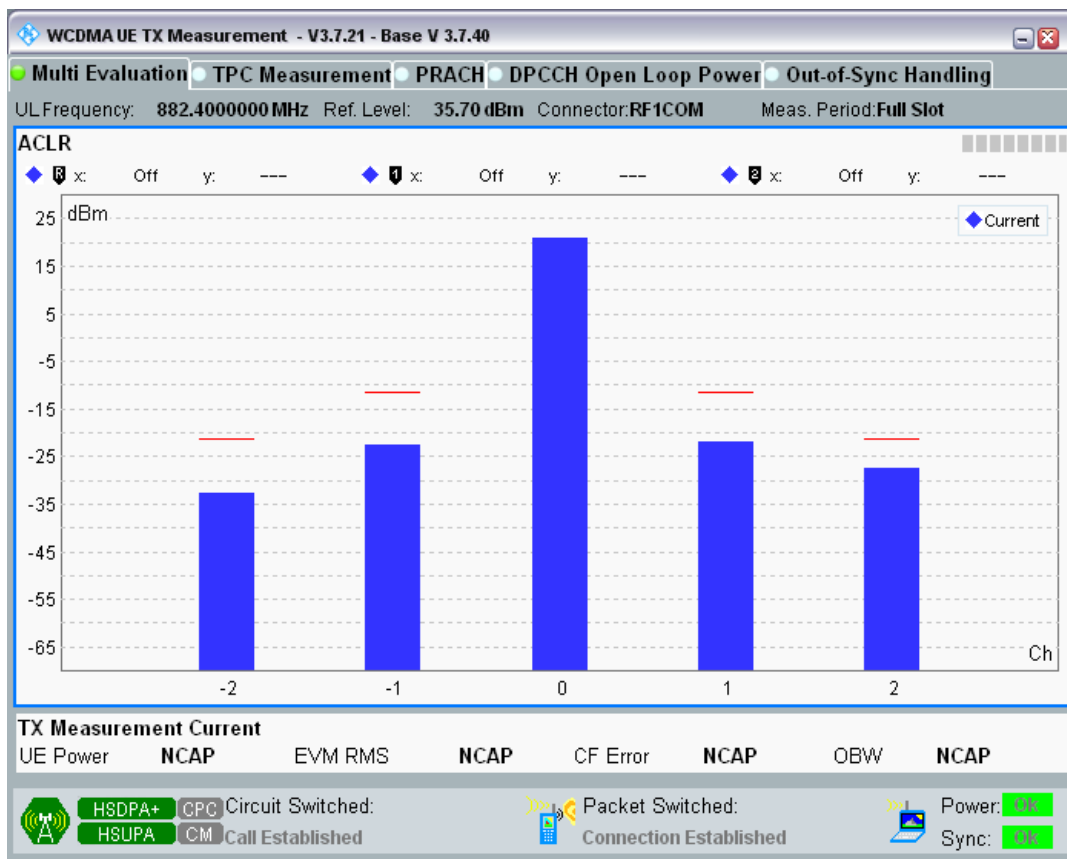 WCDMA UE TX Measurement - V3.7.21 - Base V 3.7.40
Multi Evaluation TPC Measurement PRACH DPCCH Open Loop Power Out-of-Sync Handling
UL Frequency: 882.4000000 MHz Ref. Level: 35.70 dBm Connector:RF1COM Meas. Period:Full Slot
ACLR
R x: Off y: --- 1 x: Off y: --- 2 x: Off y: ---
dBm
Current
25
15
5
-5
-15
-25
-35
-45
-55
-65
Ch
-2 -1 0 1 2
TX Measurement Current
UE Power NCAP EVM RMS NCAP CF Error NCAP OBW NCAP
HSDPA+ CPC Circuit Switched: Packet Switched: Power: OK
HSUPA CM Call Established Connection Established Sync: OK